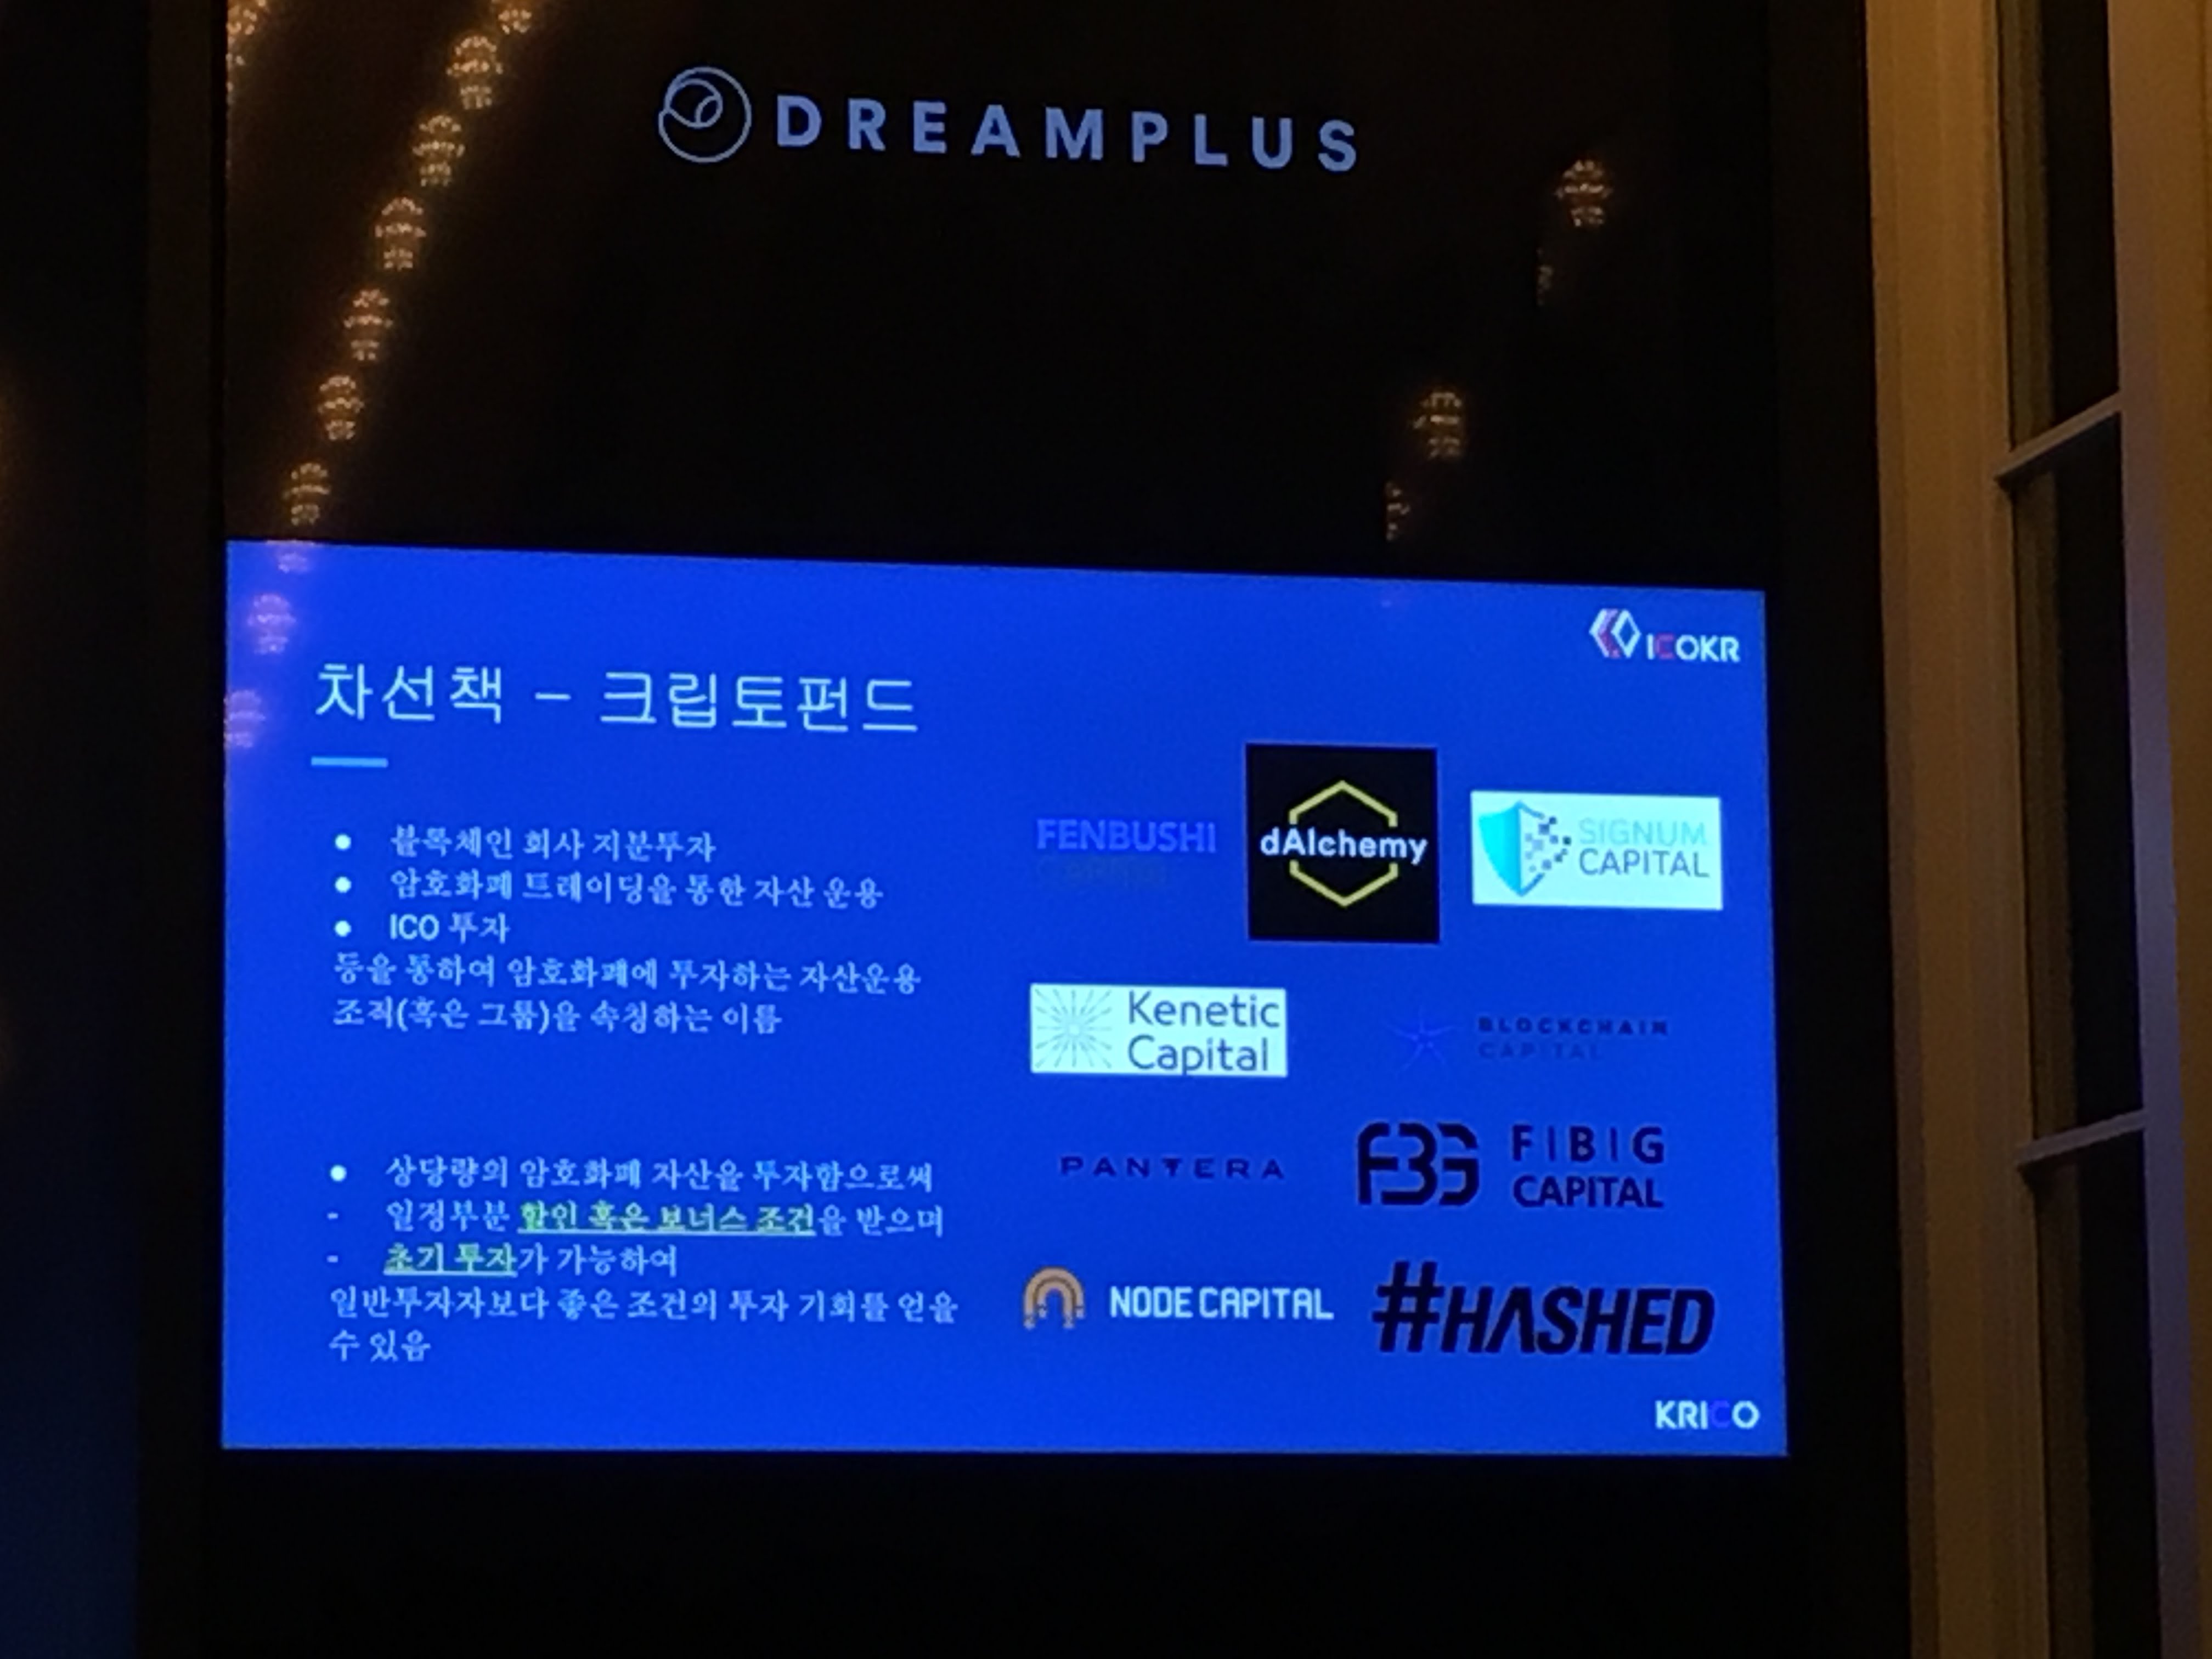 DREAMPLUS
ICOKR
차선책 - 크립토펀드
● 블록체인 회사 지분투자
● 암호화폐 트레이딩을 통한 자산 운용
● ICO 투자
등을 통하여 암호화폐에 투자하는 자산운용
조직(혹은 그룹)을 속칭하는 이름
● 상당량의 암호화폐 자산을 투자함으로써
- 일정부분 할인 혹은 보너스 조건을 받으며
- 초기 투자가 가능하여
일반투자자보다 좋은 조건의 투자 기회를 얻을
수 있음
FENBUSHI
dAlchemy
SIGNUM
CAPITAL
Kenetic
Capital
BLOCKCHAIN
CAPITAL
PANTERA
FBG FIBIG
CAPITAL
NODE CAPITAL
#HASHED
KRICO